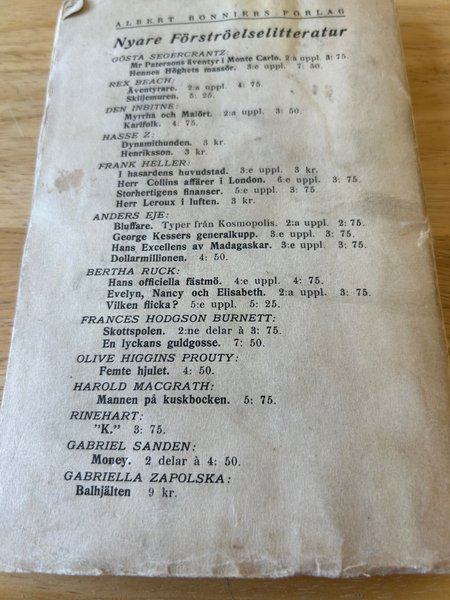 ALBERT BONNIERS FÖRLAG
Nyare Förströelselitteratur
GÖSTA SEGERCRANTZ:
Mr Patersons äventyr i Monte Carlo. 2:a uppl. 3: 75.
Hennes Höghets massör. 3:e uppl. 7: 50.
REX BEACH:
Äventyrare. 2:a uppl. 4: 75.
Skiljemuren. 5: 25.
DEN INBITNE:
Myrrha och Malört. 2:a uppl. 3: 50.
Karlfolk. 4: 75.
HASSE Z:
Dynamithunden. 3 kr.
Henriksson. 3 kr.
FRANK HELLER:
I hasardens huvudstad. 3:e uppl. 3 kr.
Herr Collins affärer i London. 6:e uppl. 3: 75.
Storhertigens finanser. 5:e uppl. 3: 75.
Herr Leroux i luften. 3 kr.
ANDERS EJE:
Bluffare. Typer från Kosmopolis. 2:a uppl. 2: 75.
George Kessers generalkupp. 3:e uppl. 3: 75.
Hans Excellens av Madagaskar. 3:e uppl. 3: 75.
Dollarmillionen. 4: 50.
BERTHA RUCK:
Hans officiella fästmö. 4:e uppl. 4: 75.
Evelyn, Nancy och Elisabeth. 2:a uppl. 3: 75.
Vilken flicka? 5:e uppl. 5: 25.
FRANCES HODGSON BURNETT:
Skottspolen. 2:ne delar à 3: 75.
En lyckans guldgosse. 7: 50.
OLIVE HIGGINS PROUTY:
Femte hjulet. 4: 50.
HAROLD MACGRATH:
Mannen på kuskbocken. 5: 75.
RINEHART:
"K." 3: 75.
GABRIEL SANDEN:
Money. 2 delar à 4: 50.
GABRIELLA ZAPOLSKA:
Balhjälten 9 kr.